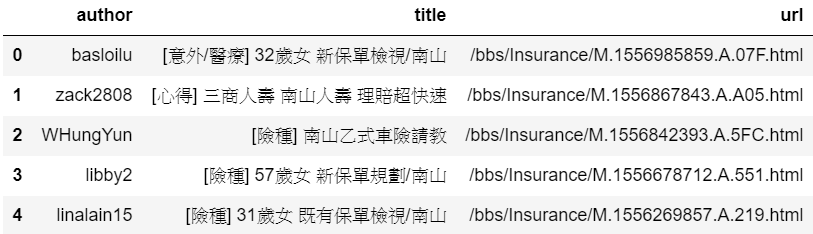 author title url
0 basloilu [意外/醫療] 32歲女 新保單檢視/南山 /bbs/Insurance/M.1556985859.A.07F.html
1 zack2808 [心得] 三商人壽 南山人壽 理賠超快速 /bbs/Insurance/M.1556867843.A.A05.html
2 WHungYun [險種] 南山乙式車險請教 /bbs/Insurance/M.1556842393.A.5FC.html
3 libby2 [險種] 57歲女 新保單規劃/南山 /bbs/Insurance/M.1556678712.A.551.html
4 linalain15 [險種] 31歲女 既有保單檢視/南山 /bbs/Insurance/M.1556269857.A.219.html